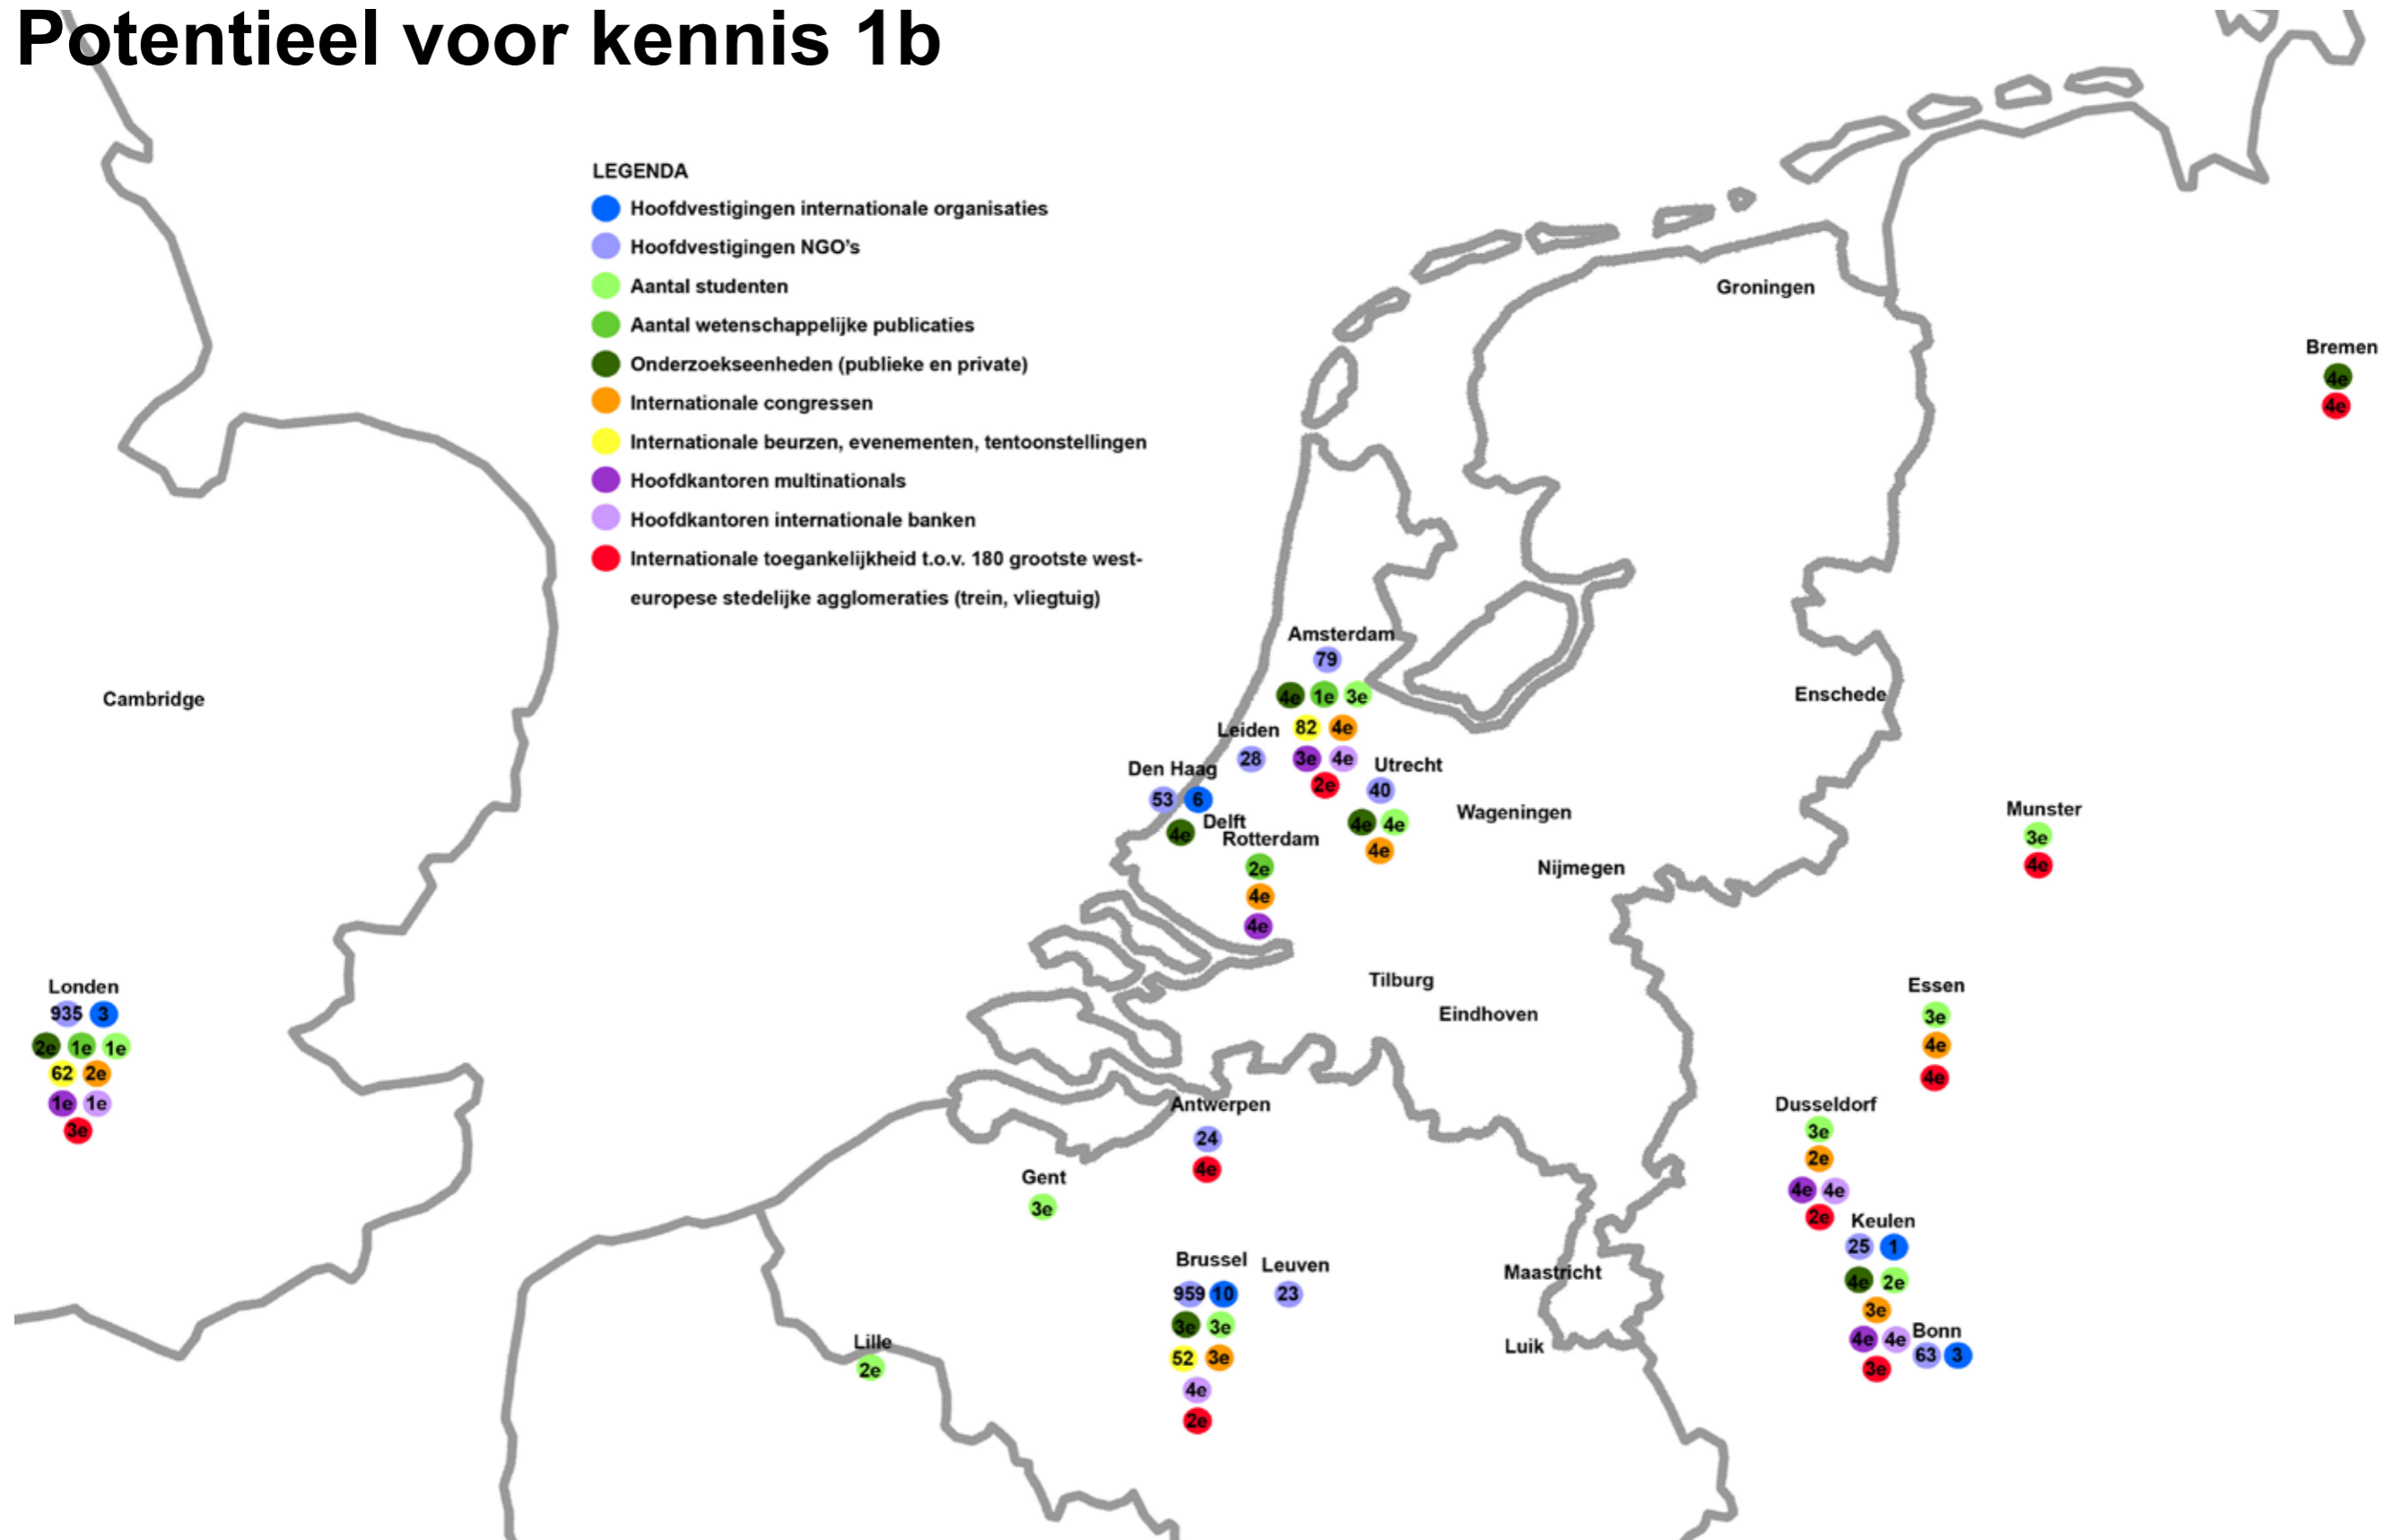 Potentieel voor kennis 1b
LEGENDA
Hoofdvestigingen internationale organisaties
Hoofdvestigingen NGO's
Aantal studenten
Aantal wetenschappelijke publicaties
Onderzoekseenheden (publieke en private)
Internationale congressen
Internationale beurzen, evenementen, tentoonstellingen
Hoofdkantoren multinationals
Hoofdkantoren internationale banken
Internationale toegankelijkheid t.o.v. 180 grootste west-
europese stedelijke agglomeraties (trein, vliegtuig)
Groningen
Bremen
4e
4e
Cambridge
Amsterdam
79
4e 1e 3e
82 4e
3e 4e
2e
Enschede
Leiden
28
Den Haag
53 6
4e
Delft
Utrecht
40
4e 4e
4e
Rotterdam
2e
4e
4e
Wageningen
Nijmegen
Munster
3e
4e
Tilburg
Eindhoven
Londen
935 3
2e 1e 1e
62 2e
1e 1e
3e
Essen
3e
4e
4e
Antwerpen
24
4e
Gent
3e
Dusseldorf
3e
2e
4e 4e
2e
Keulen
25 1
4e 2e
3e
4e 4e
3e
Bonn
63 3
Brussel
959 10
3e 3e
52 3e
4e
2e
Leuven
23
Maastricht
Luik
Lille
2e